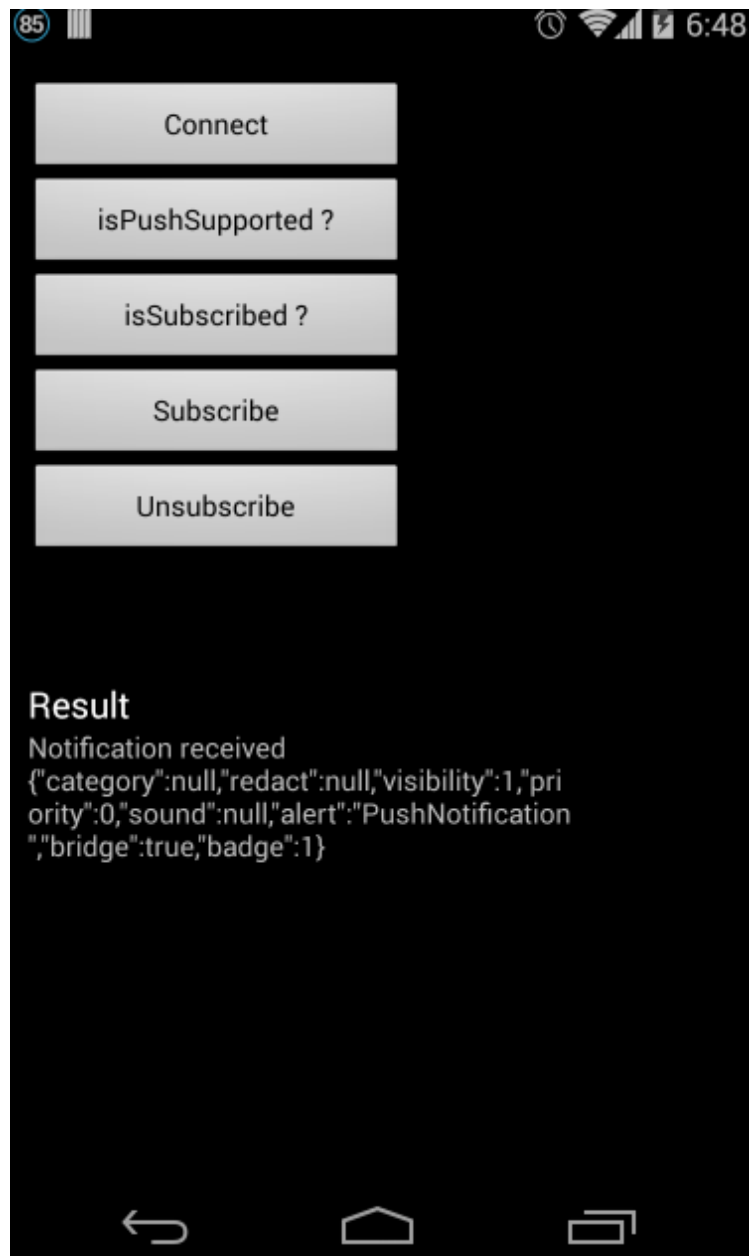 85 6:48
Connect
isPushSupported ?
isSubscribed ?
Subscribe
Unsubscribe
Result
Notification received
{"category":null,"redact":null,"visibility":1,"pri
ority":0,"sound":null,"alert":"PushNotification
","bridge":true,"badge":1}